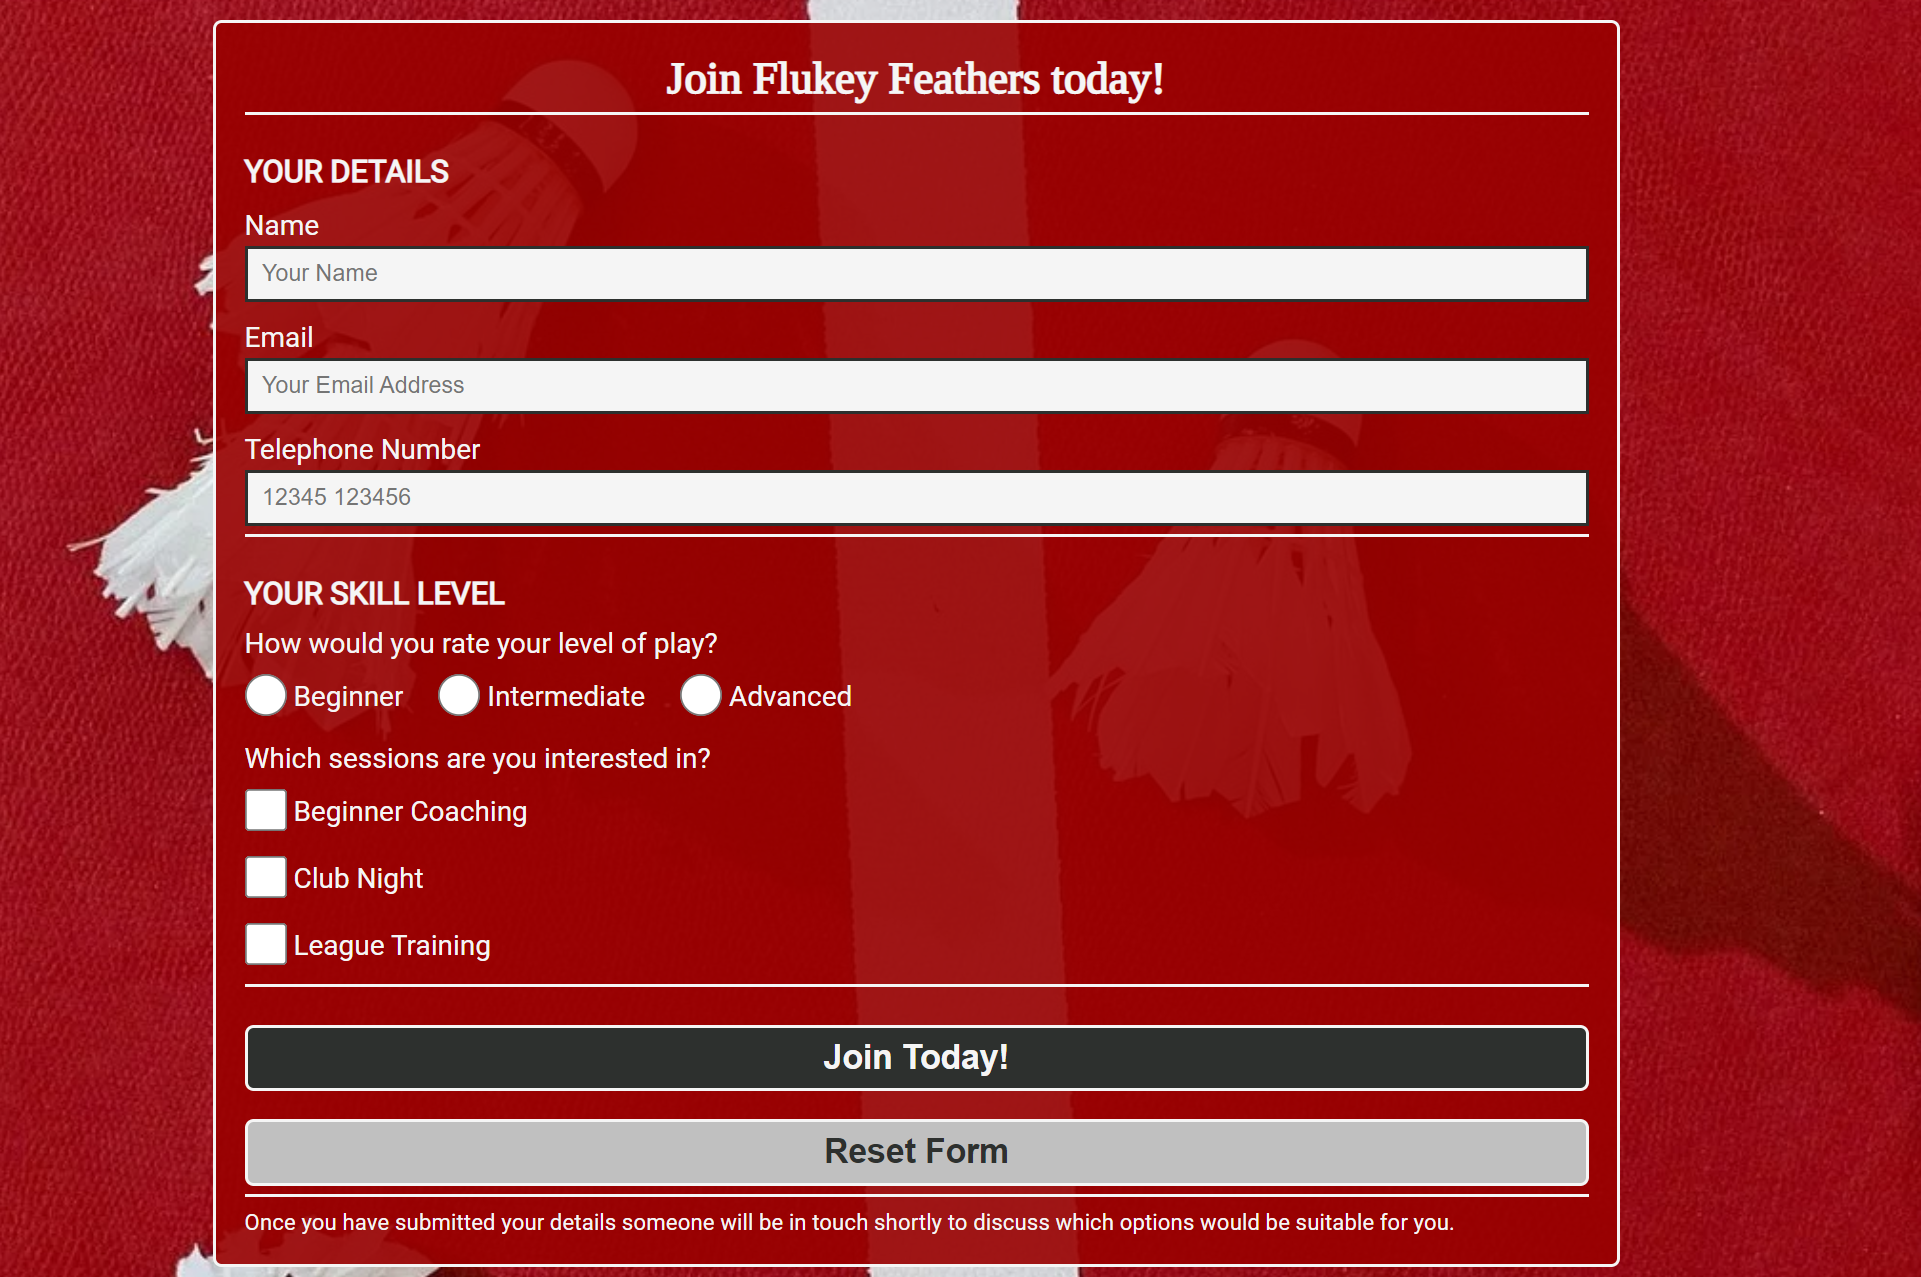 Join Flukey Feathers today!
YOUR DETAILS
Name
Your Name
Email
Your Email Address
Telephone Number
12345 123456
YOUR SKILL LEVEL
How would you rate your level of play?
Beginner Intermediate Advanced
Which sessions are you interested in?
Beginner Coaching
Club Night
League Training
Join Today!
Reset Form
Once you have submitted your details someone will be in touch shortly to discuss which options would be suitable for you.